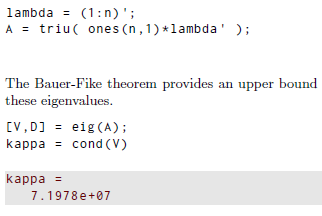 lambda = (1:n)';
A = triu( ones(n,1)*lambda' );
The Bauer-Fike theorem provides an upper bound
these eigenvalues.
[V,D] = eig(A);
kappa = cond(V)
kappa =
7.1978e+07